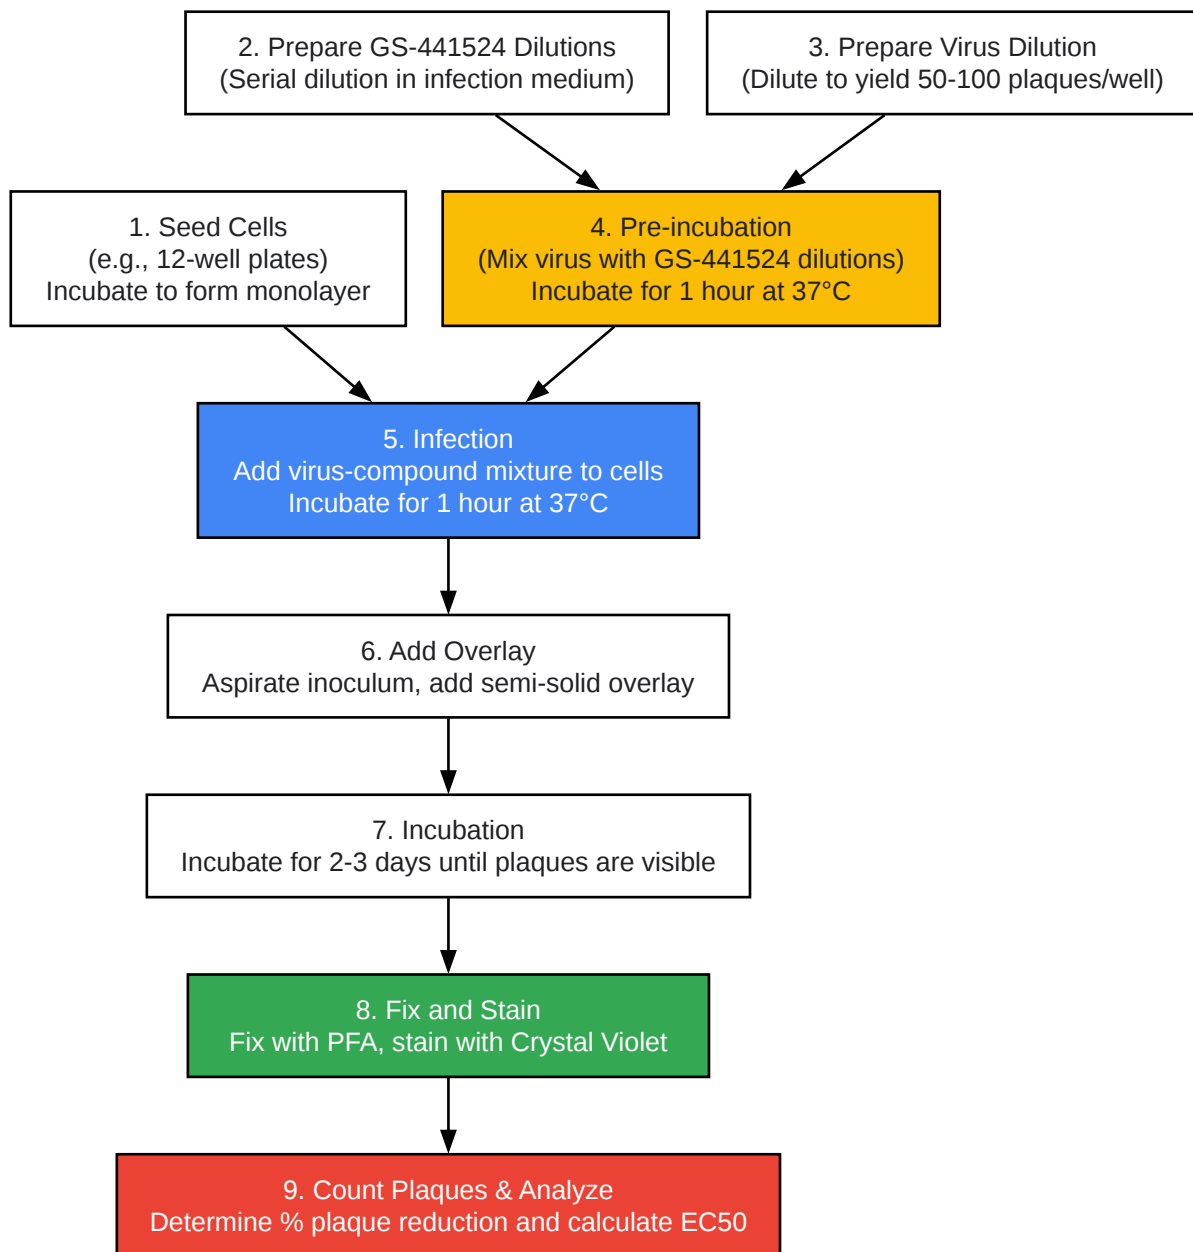 2. Prepare GS-441524 Dilutions
(Serial dilution in infection medium)
3. Prepare Virus Dilution
(Dilute to yield 50-100 plaques/well)
1. Seed Cells
(e.g., 12-well plates)
Incubate to form monolayer
4. Pre-incubation
(Mix virus with GS-441524 dilutions)
Incubate for 1 hour at 37°C
5. Infection
Add virus-compound mixture to cells
Incubate for 1 hour at 37°C
6. Add Overlay
Aspirate inoculum, add semi-solid overlay
7. Incubation
Incubate for 2-3 days until plaques are visible
8. Fix and Stain
Fix with PFA, stain with Crystal Violet
9. Count Plaques & Analyze
Determine % plaque reduction and calculate EC50